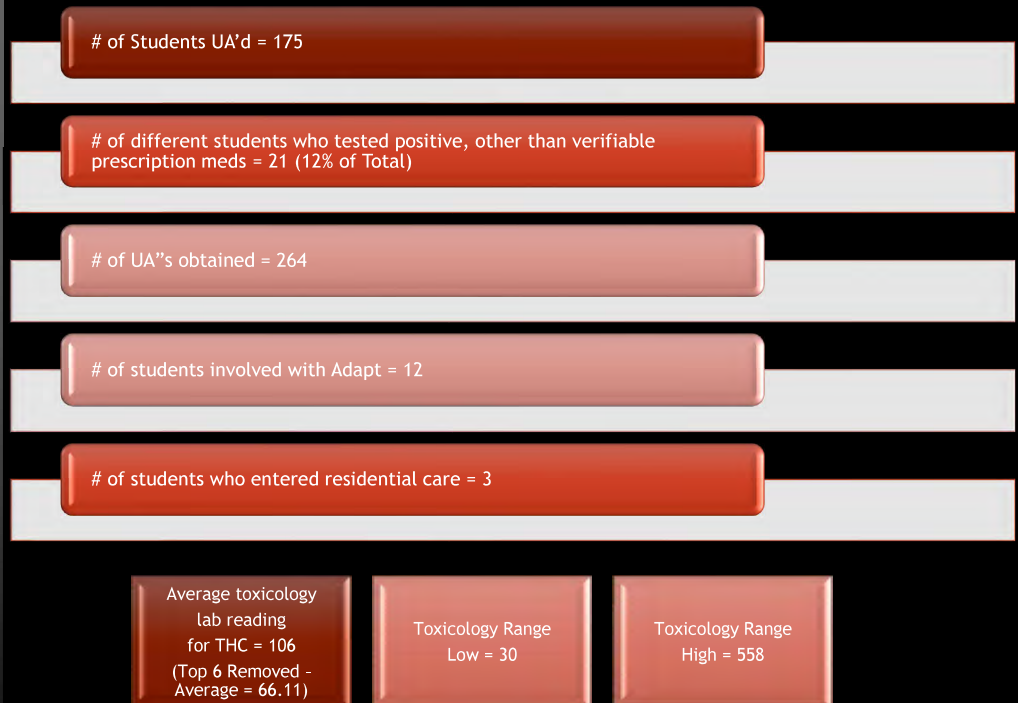 # of Students UA’d = 175
# of different students who tested positive, other than verifiable
prescription meds = 21 (12% of Total)
# of UA”s obtained = 264
# of students involved with Adapt = 12
# of students who entered residential care = 3
Average toxicology
lab reading
for THC = 106
(Top 6 Removed –
Average = 66.11)
Toxicology Range
Low = 30
Toxicology Range
High = 558